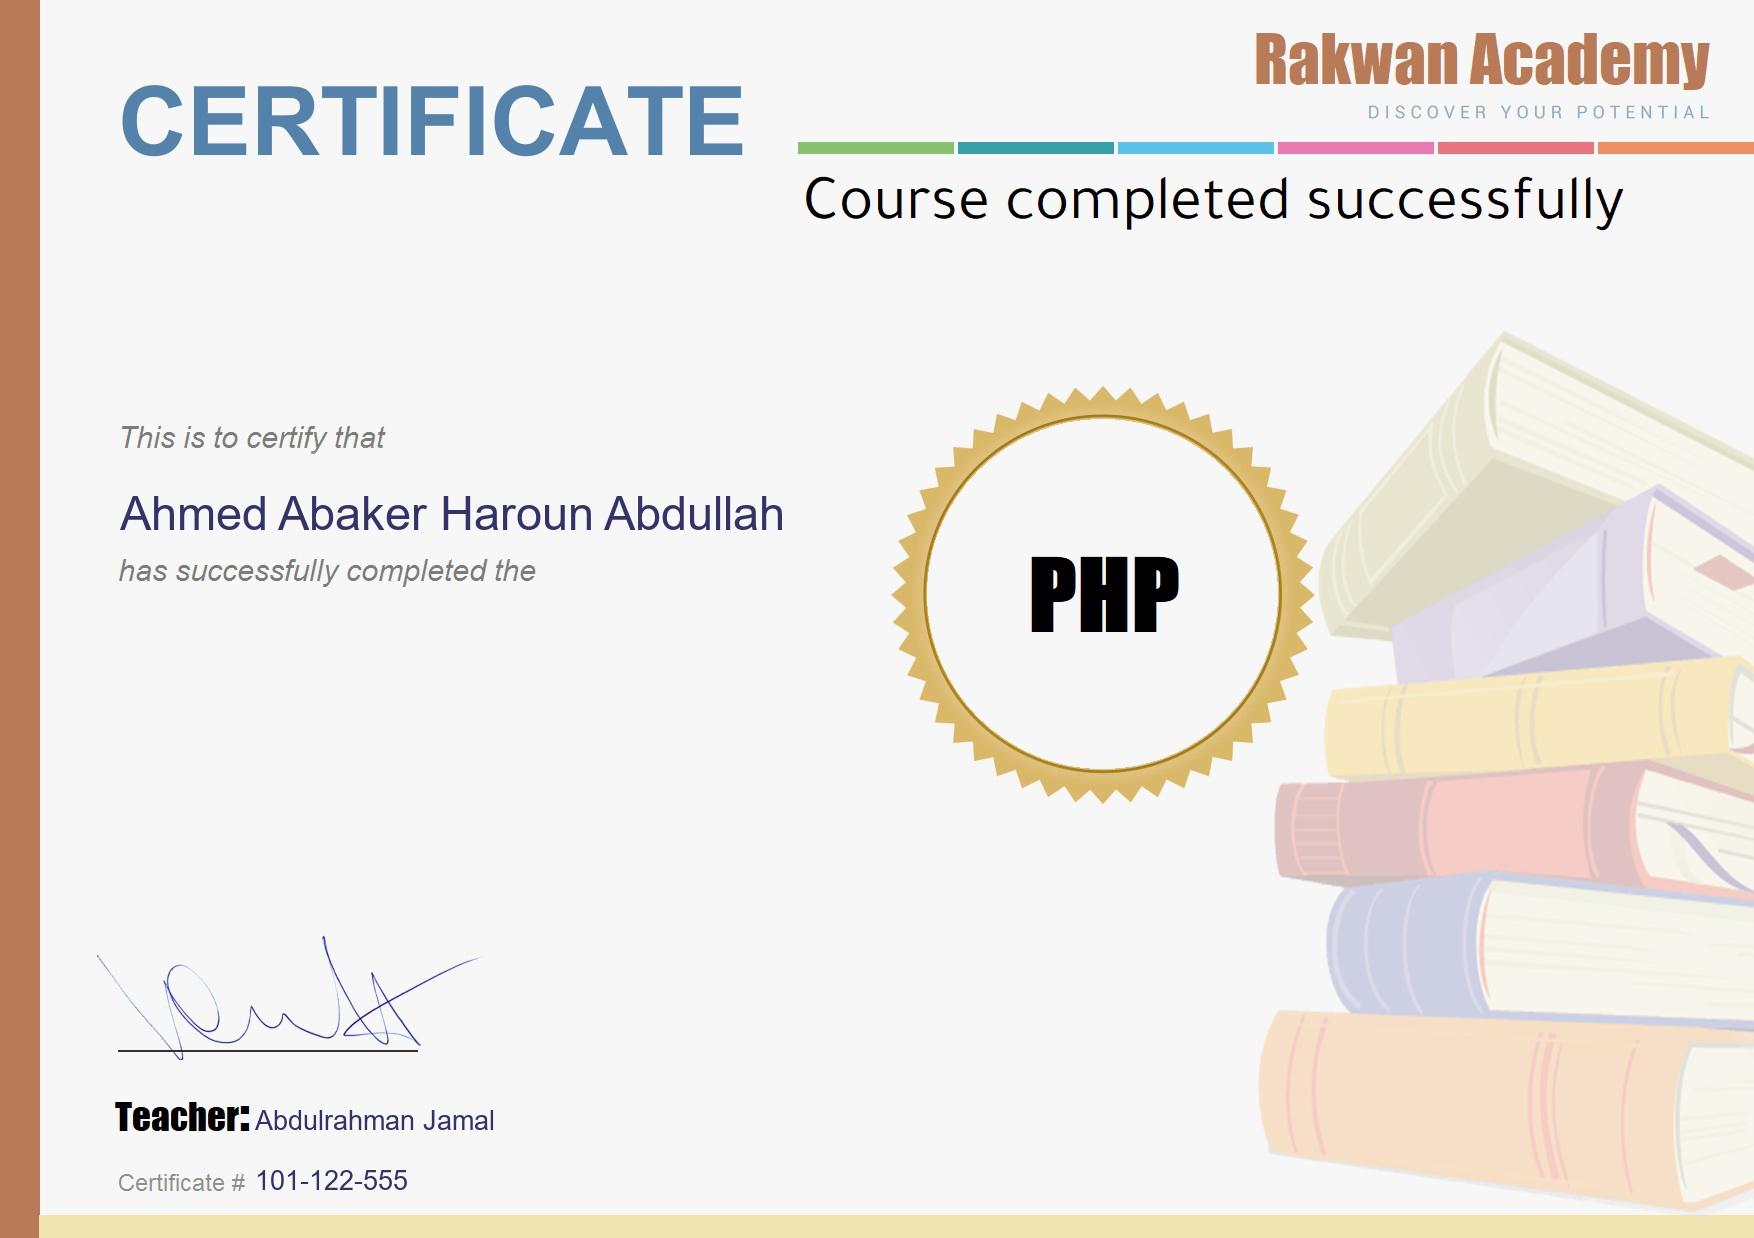 Rakwan Academy
DISCOVER YOUR POTENTIAL
CERTIFICATE
Course completed successfully
This is to certify that
Ahmed Abaker Haroun Abdullah
has successfully completed the
PHP
Teacher: Abdulrahman Jamal
Certificate # 101-122-555